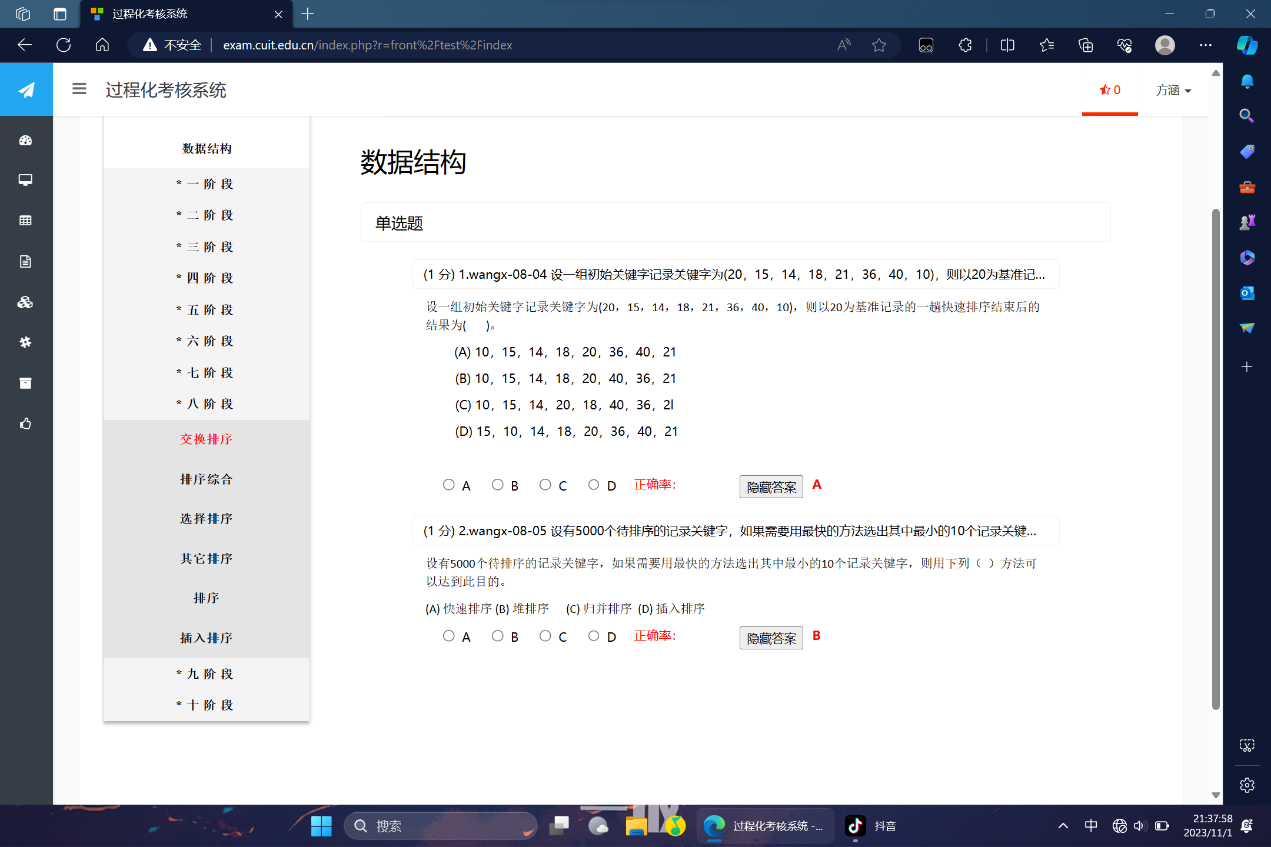 过程化考核系统
不安全
exam.cuit.edu.cn/index.php?r=front%2Ftest%2Findex
过程化考核系统
0
方涵
数据结构
* 一 阶 段
* 二 阶 段
* 三 阶 段
* 四 阶 段
* 五 阶 段
* 六 阶 段
* 七 阶 段
* 八 阶 段
交换排序
排序综合
选择排序
其它排序
排序
插入排序
* 九 阶 段
* 十 阶 段
数据结构
单选题
(1 分) 1.wangx-08-04 设一组初始关键字记录关键字为(20，15，14，18，21，36，40，10)，则以20为基准记...
设一组初始关键字记录关键字为(20，15，14，18，21，36，40，10)，则以20为基准记录的一趟快速排序结束后的
结果为(      )。
(A) 10，15，14，18，20，36，40，21
(B) 10，15，14，18，20，40，36，21
(C) 10，15，14，20，18，40，36，2l
(D) 15，10，14，18，20，36，40，21
A B C D 正确率: 隐藏答案 A
(1 分) 2.wangx-08-05 设有5000个待排序的记录关键字，如果需要用最快的方法选出其中最小的10个记录关键...
设有5000个待排序的记录关键字，如果需要用最快的方法选出其中最小的10个记录关键字，则用下列（  ）方法可
以达到此目的。
(A) 快速排序 (B) 堆排序 (C) 归并排序 (D) 插入排序
A B C D 正确率: 隐藏答案 B
搜索
过程化考核系统 -...
抖音
中
21:37:58
2023/11/1